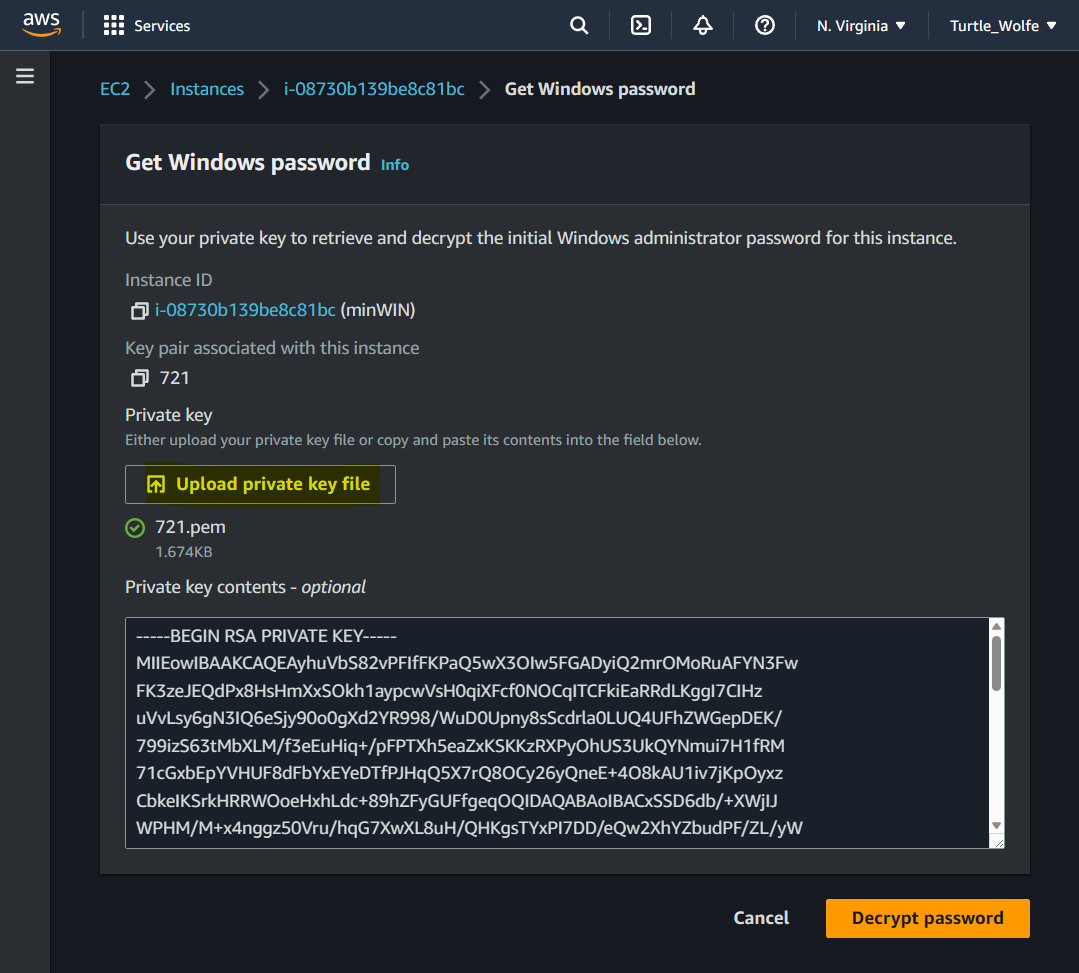 aws
Services
N. Virginia
Turtle_Wolfe
EC2
Instances
i-08730b139be8c81bc
Get Windows password
Get Windows password Info
Use your private key to retrieve and decrypt the initial Windows administrator password for this instance.
Instance ID
i-08730b139be8c81bc (minWIN)
Key pair associated with this instance
721
Private key
Either upload your private key file or copy and paste its contents into the field below.
Upload private key file
721.pem
1.674KB
Private key contents - optional
-----BEGIN RSA PRIVATE KEY-----
MIIEowIBAAKCAQEAyhuVbS82vPFIfFKPaQ5wX3OIw5FGADyiQ2mrOMoRuAFYN3Fw
FK3zeJEQdPx8HsHmXxSOkh1aypcwVsH0qiXFcf0NOCqITCFkiEaRRdLKggI7CIHz
uVvLsy6gN3IQ6eSjy90o0gXd2YR998/WuD0Upny8sScdrla0LUQ4UFhZWGepDEK/
799izS63tMbXLM/f3eEuHiq+/pFPTXh5eaZxKSKKzRXPyOhUS3UkQYNmui7H1fRM
71cGxbEpYVHUF8dFbYxEYeDTfPJHqQ5X7rQ8OCy26yQneE+4O8kAU1iv7jKpOyxz
CbkeIKSrkHRRWOoeHxhLdc+89hZFyGUFfgeqOQIDAQABAoIBACxSSD6db/+XWjIJ
WPHM/M+x4nggz50Vru/hqG7XwXL8uH/QHKgsTYxPI7DD/eQw2XhYZbudPF/ZL/yW
Cancel
Decrypt password